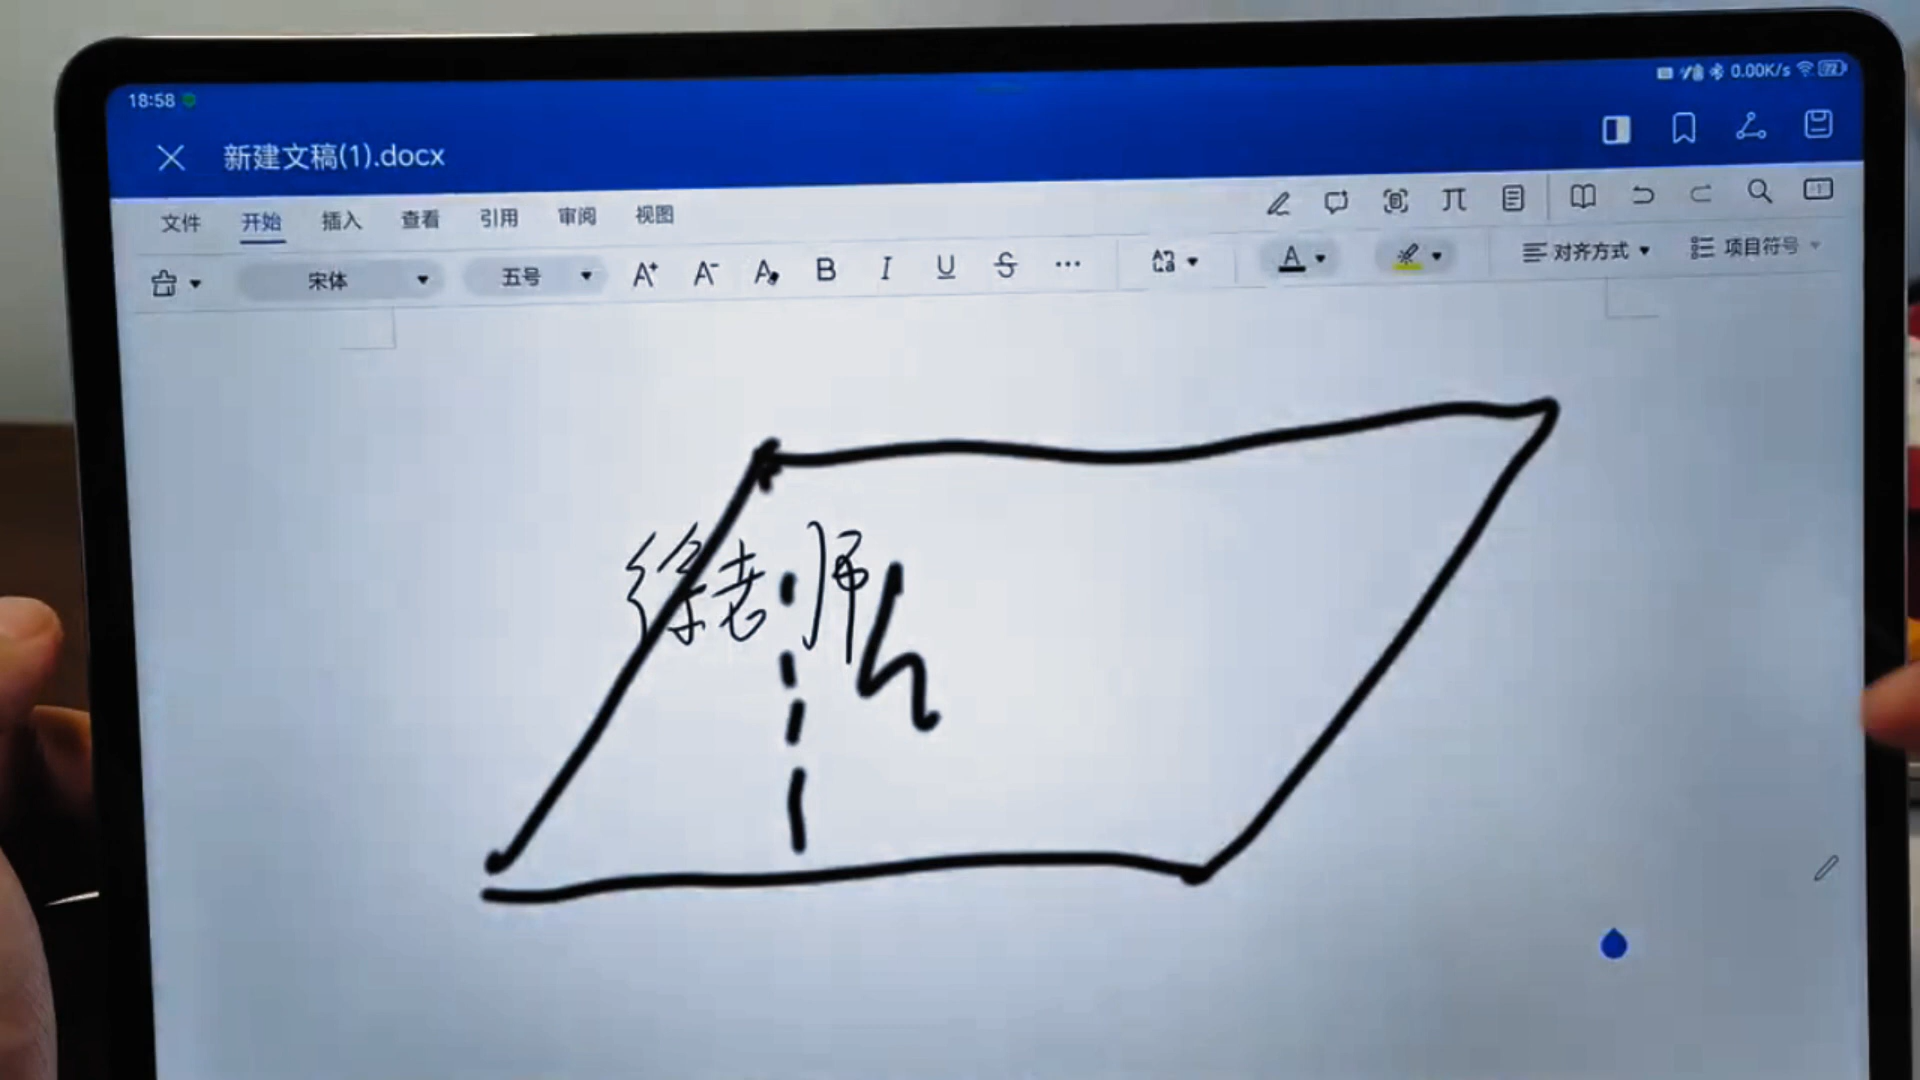 18:58 0.00K/s 72
新建文稿(1).docx
文件 开始 插入 查看 引用 审阅 视图
宋体 五号 A+ A- A B I U S ··· A 对齐方式 项目符号
徐老师
h